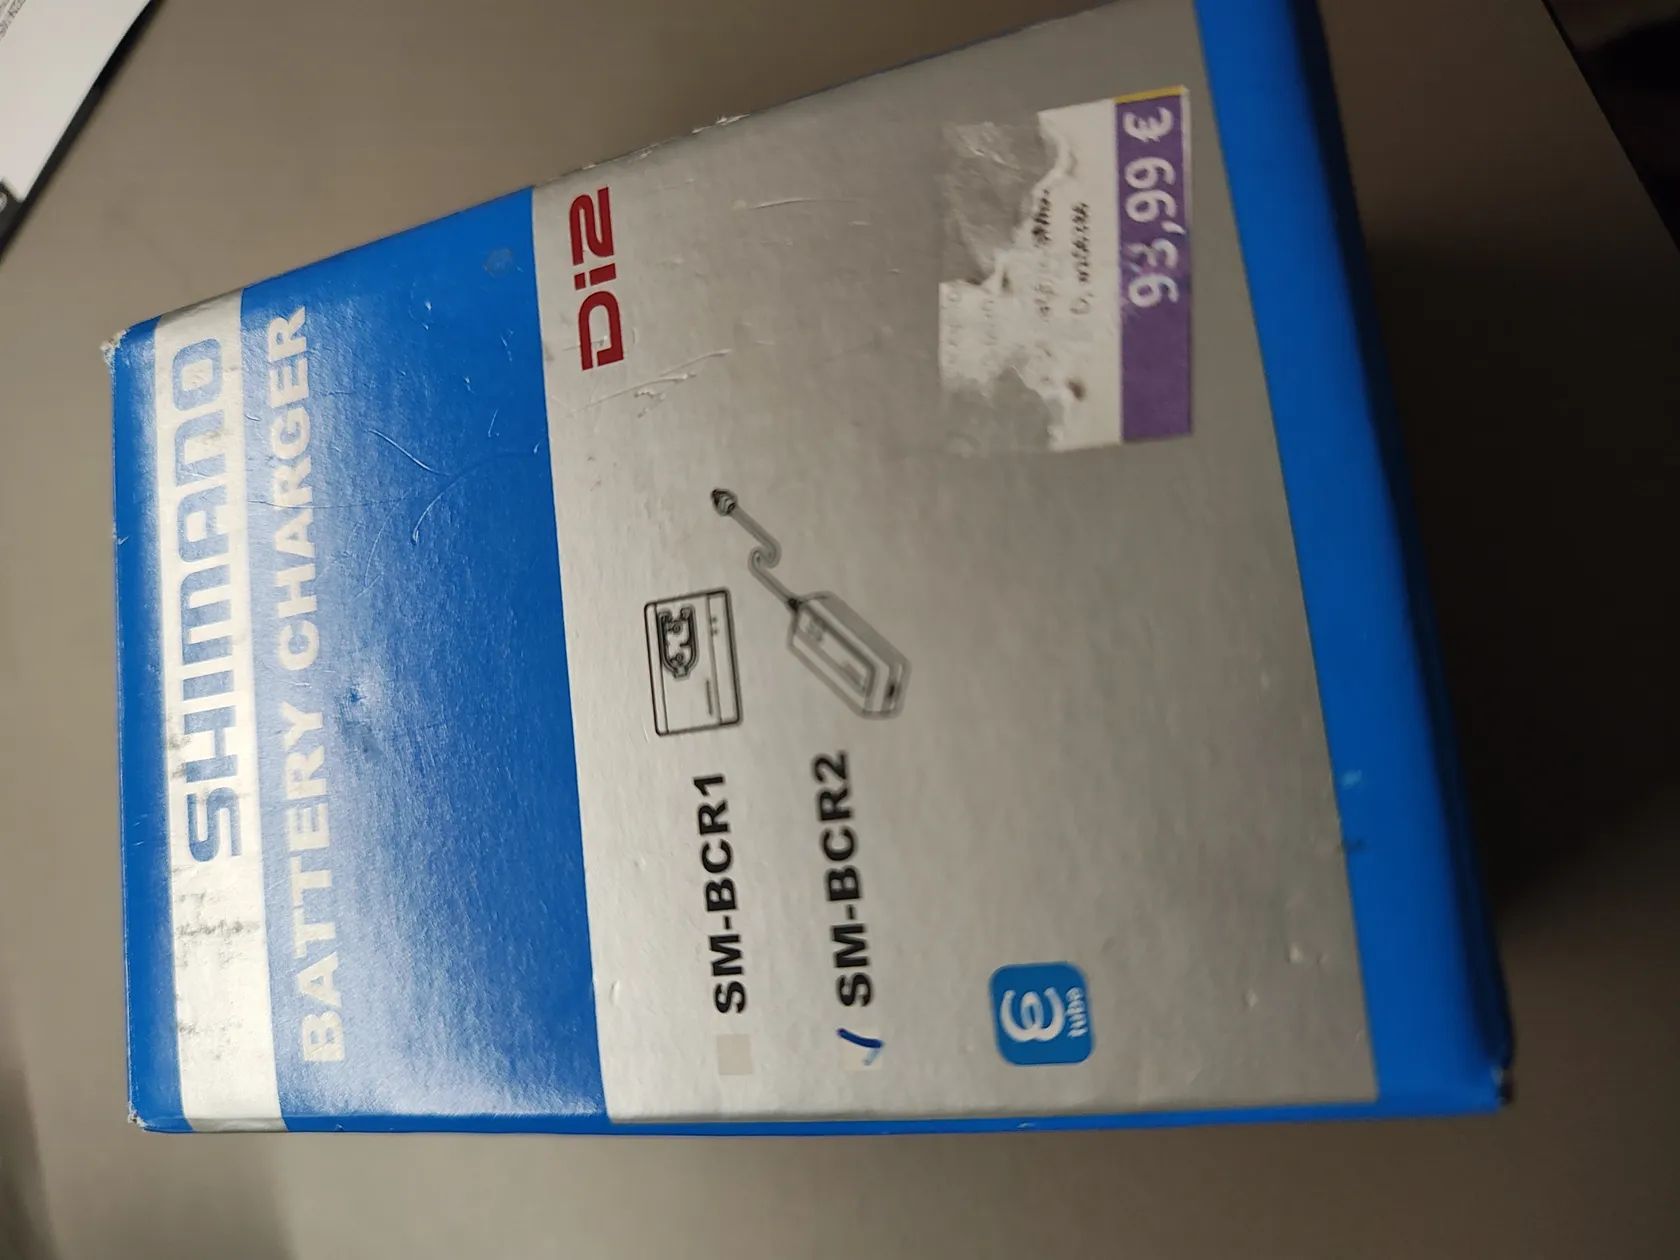 SHIMANO
BATTERY CHARGER
Di2
SM-BCR1
SM-BCR2
tube
93,99 €